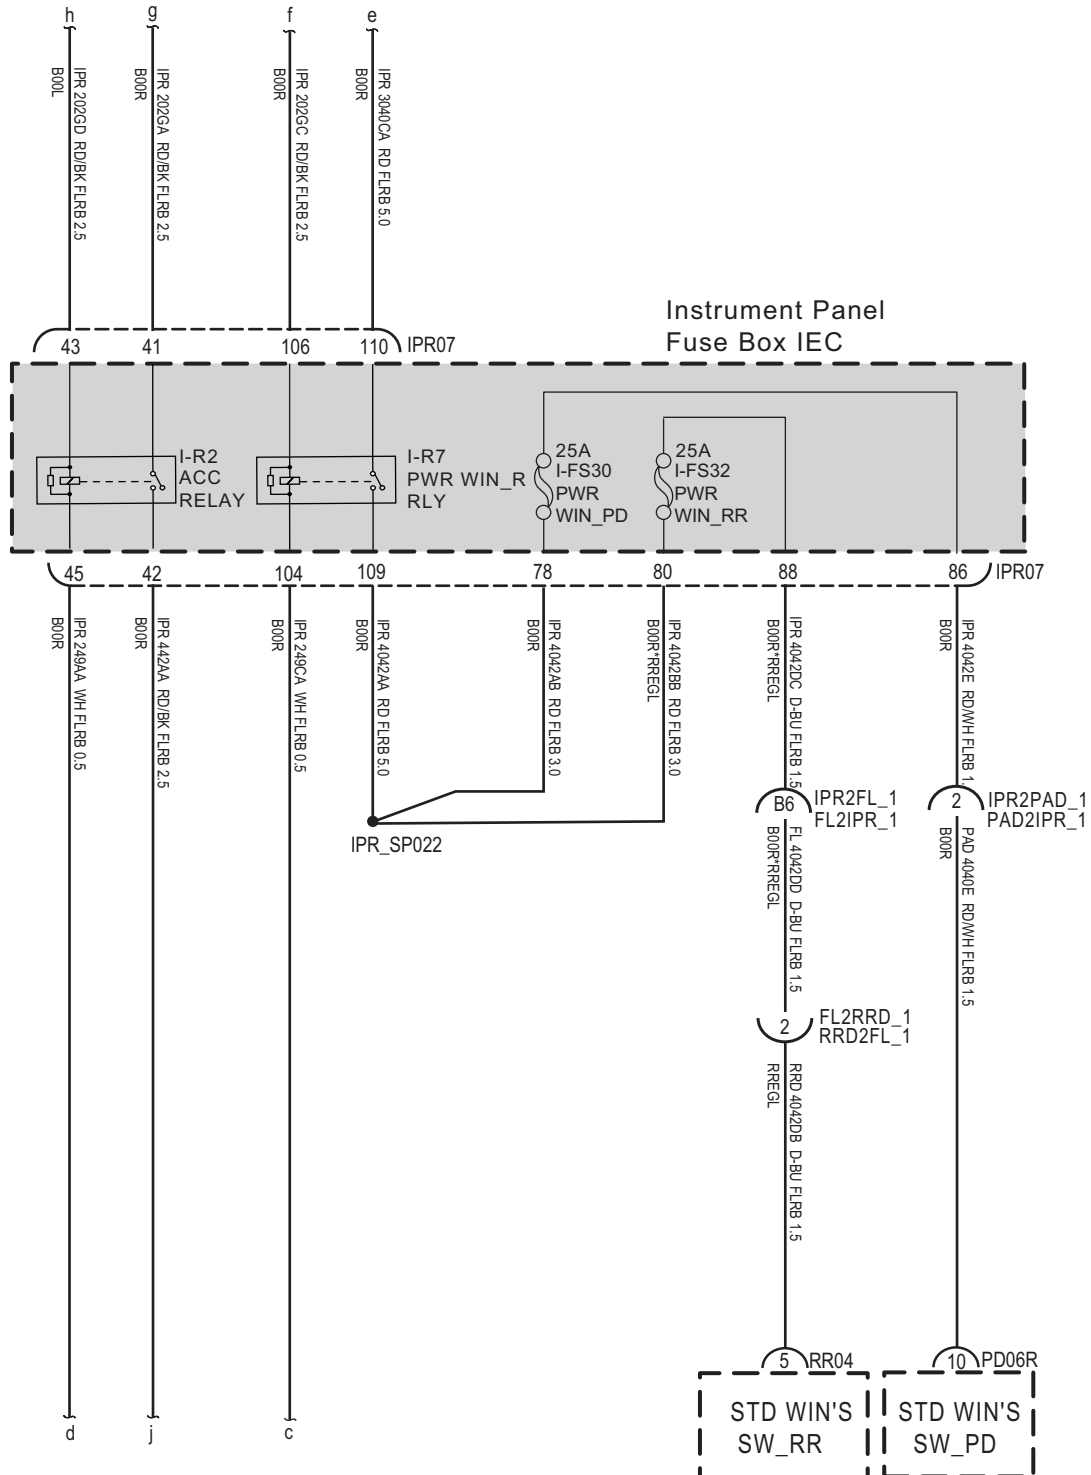 h
g
f
e
IPR 202GD RD/BK FLRB 2.5
B00L
IPR 202GA RD/BK FLRB 2.5
B00R
IPR 202GC RD/BK FLRB 2.5
B00R
IPR 3040CA RD FLRB 5.0
B00R
Instrument Panel
Fuse Box IEC
43
41
106
110
IPR07
I-R2
ACC
RELAY
I-R7
PWR WIN_R
RLY
25A
I-FS30
PWR
WIN_PD
25A
I-FS32
PWR
WIN_RR
45
42
104
109
78
80
88
86
IPR07
IPR 249AA WH FLRB 0.5
B00R
IPR 442AA RD/BK FLRB 2.5
B00R
IPR 249CA WH FLRB 0.5
B00R
IPR 4042AA RD FLRB 5.0
B00R
IPR 4042AB RD FLRB 3.0
B00R
IPR 4042BB RD FLRB 3.0
B00R*RREGL
IPR 4042DC D-BU FLRB 1.5
B00R*RREGL
IPR 4042E RD/WH FLRB 1.
B00R
IPR_SP022
B6
IPR2FL_1
FL2IPR_1
2
IPR2PAD_1
PAD2IPR_1
FL 4042DD D-BU FLRB 1.5
B00R*RREGL
PAD 4040E RD/WH FLRB 1.5
B00R
2
FL2RRD_1
RRD2FL_1
RRD 4042DB D-BU FLRB 1.5
RREGL
5
RR04
10
PD06R
STD WIN'S
SW_RR
STD WIN'S
SW_PD
d
j
c